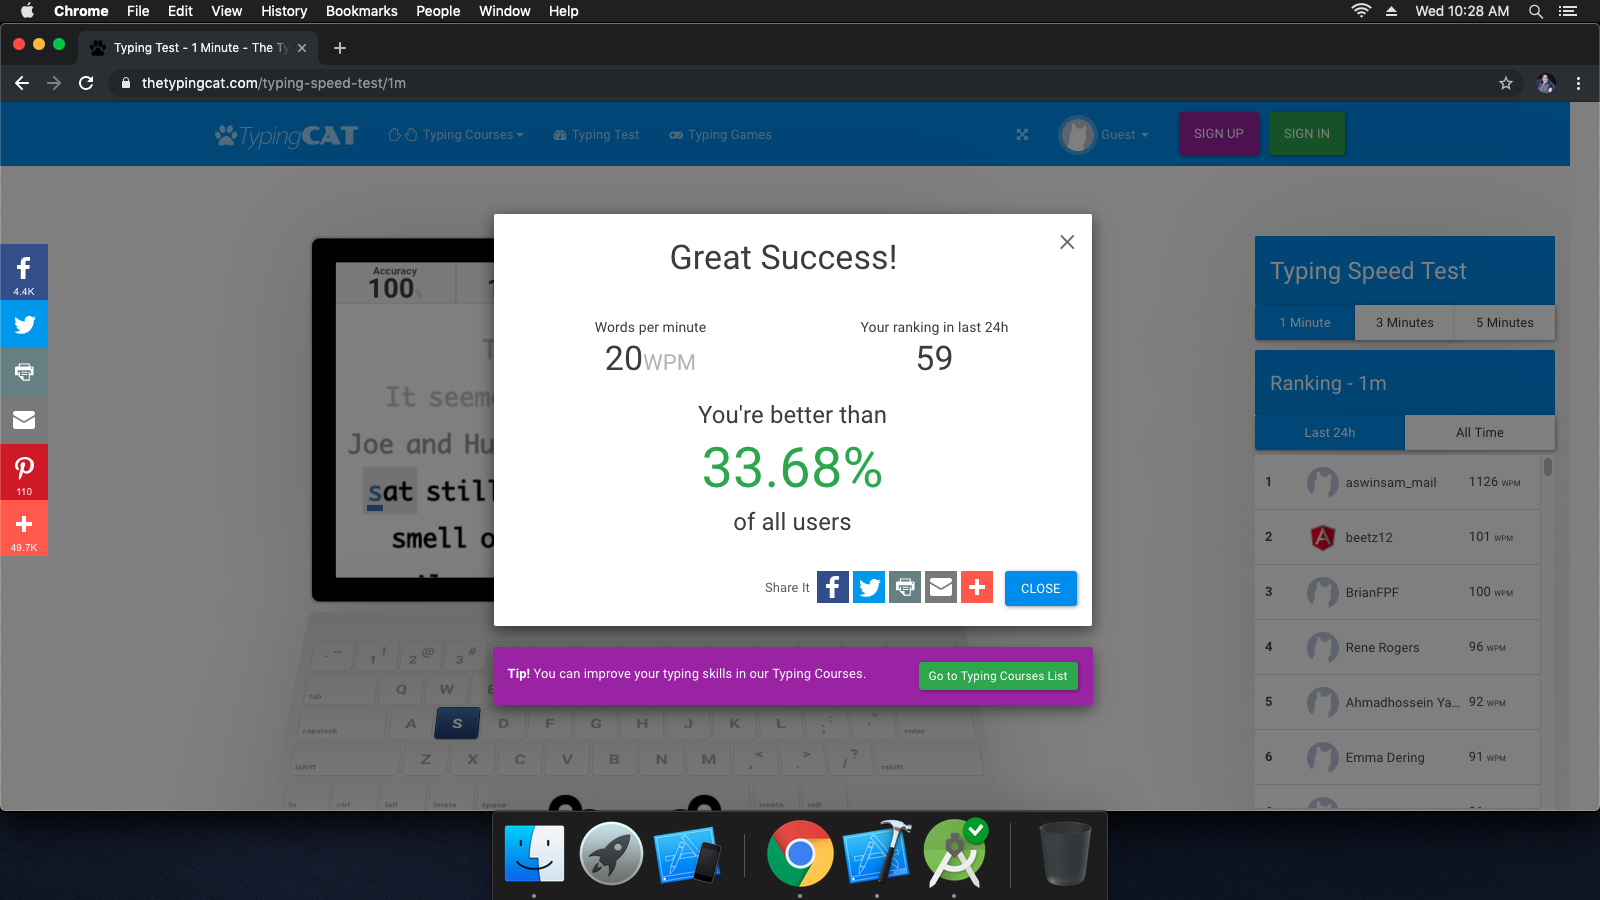 Chrome File Edit View History Bookmarks People Window Help Wed 10:28 AM
Typing Test - 1 Minute - The Ty
thetypingcat.com/typing-speed-test/1m
TypingCAT Typing Courses Typing Test Typing Games Guest SIGN UP SIGN IN
4.4K
110
49.7K
Accuracy
100%
It seem
Joe and Hu
sat still
smell o
Great Success!
Words per minute
20WPM
Your ranking in last 24h
59
You're better than
33.68%
of all users
Share It
CLOSE
Tip! You can improve your typing skills in our Typing Courses.
Go to Typing Courses List
Typing Speed Test
1 Minute 3 Minutes 5 Minutes
Ranking - 1m
Last 24h All Time
1 aswinsam_mail 1126 WPM
2 beetz12 101 WPM
3 BrianFPF 100 WPM
4 Rene Rogers 96 WPM
5 Ahmadhossein Ya... 92 WPM
6 Emma Dering 91 WPM
` ~ 1 ! 2 @ 3 #
tab Q W E
capslock A S D F G H J K L ; : ' " enter
lshift Z X C V B N M , < . > / ? rshift
fn ctrl lalt lmeta space rmeta ralt